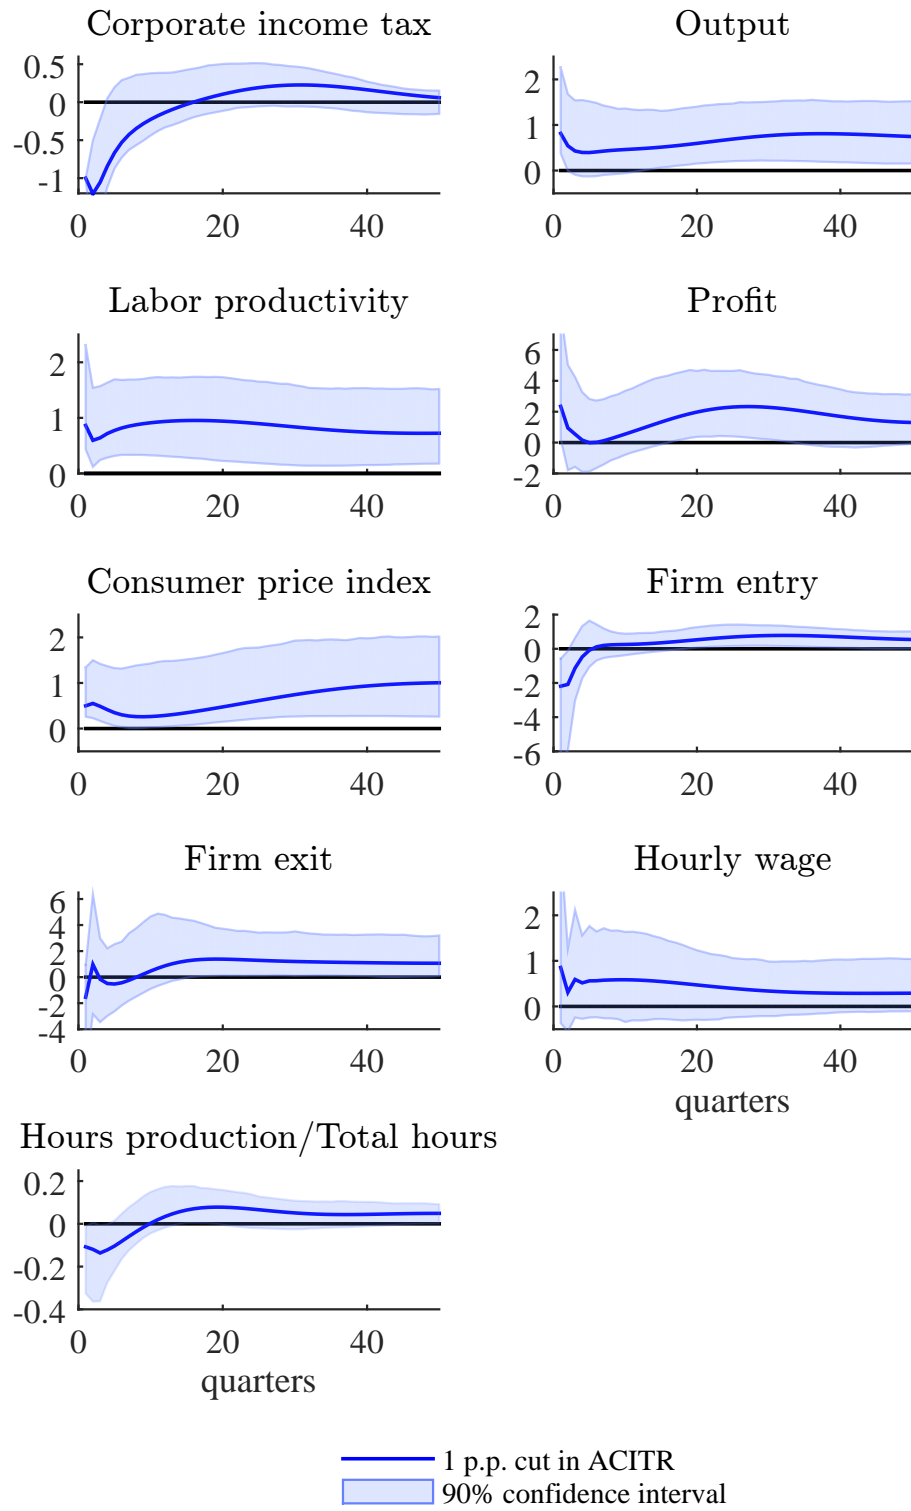 Corporate income tax
0.5
0
-0.5
-1
0 20 40
Output
2
1
0
0 20 40
Labor productivity
2
1
0
0 20 40
Profit
6
4
2
0
-2
0 20 40
Consumer price index
2
1
0
0 20 40
Firm entry
2
0
-2
-4
-6
0 20 40
Firm exit
6
4
2
0
-2
-4
0 20 40
Hourly wage
2
1
0
0 20 40
quarters
Hours production/Total hours
0.2
0
-0.2
-0.4
0 20 40
quarters
1 p.p. cut in ACITR
90% confidence interval